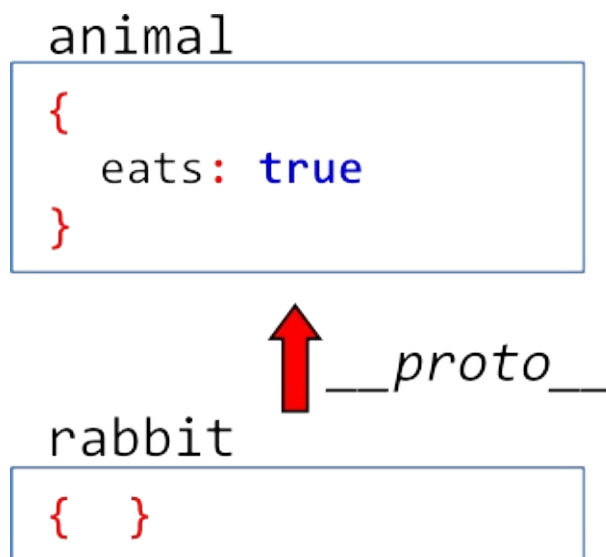 animal
{
eats: true
}
__proto__
rabbit
{ }